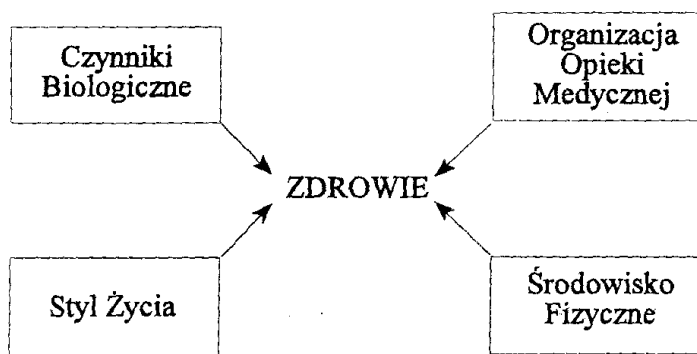 Czynniki
Biologiczne
Organizacja
Opieki
Medycznej
ZDROWIE
Styl Życia
Środowisko
Fizyczne